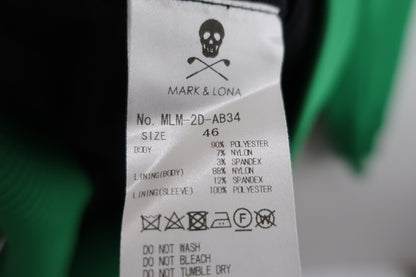 MARK & LONA
No. MLM-2D-AB34
SIZE 46
BODY 90% POLYESTER
7% NYLON
3% SPANDEX
LINING(BODY) 88% NYLON
12% SPANDEX
LINING(SLEEVE) 100% POLYESTER
DO NOT WASH
DO NOT BLEACH
DO NOT TUMBLE DRY